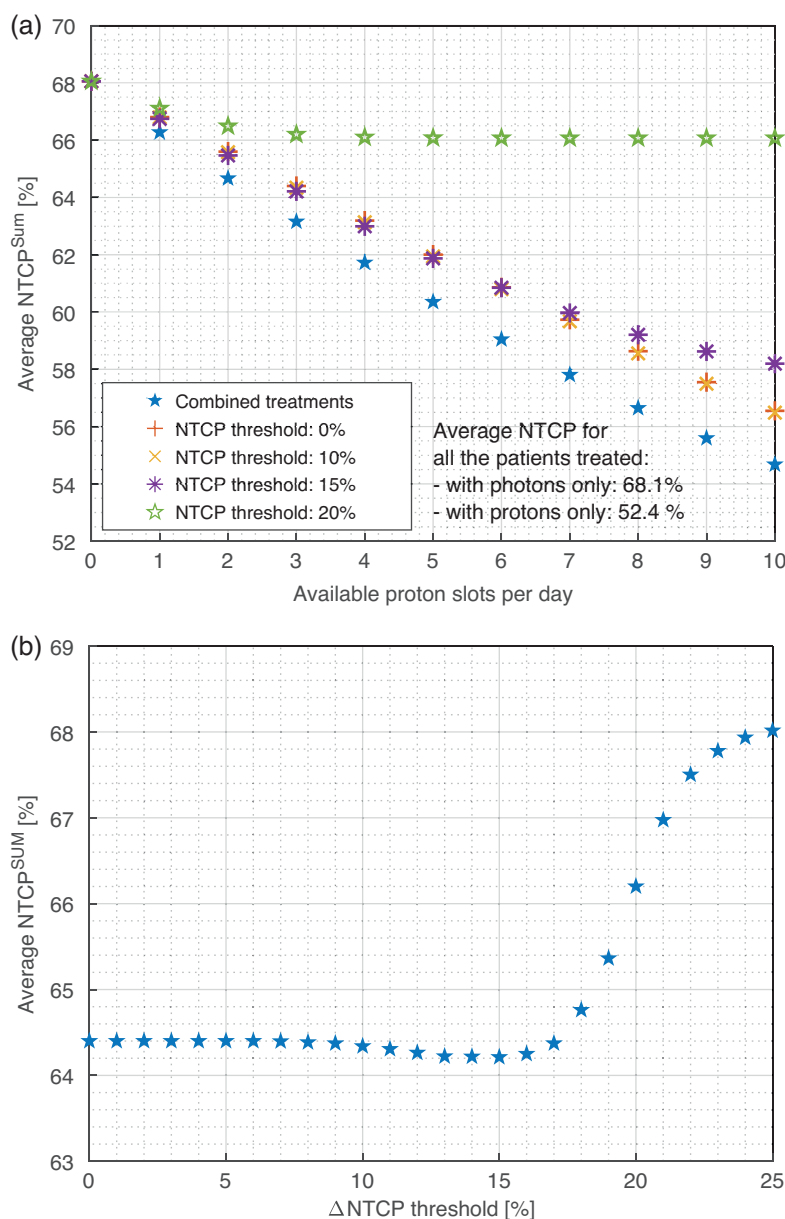 (a)
70
68
66
64
62
60
58
56
54
52
Average NTCP^Sum [%]
Combined treatments
NTCP threshold: 0%
NTCP threshold: 10%
NTCP threshold: 15%
NTCP threshold: 20%
Average NTCP for
all the patients treated:
- with photons only: 68.1%
- with protons only: 52.4 %
0 1 2 3 4 5 6 7 8 9 10
Available proton slots per day
(b)
69
68
67
66
65
64
63
Average NTCP^SUM [%]
0 5 10 15 20 25
ΔNTCP threshold [%]